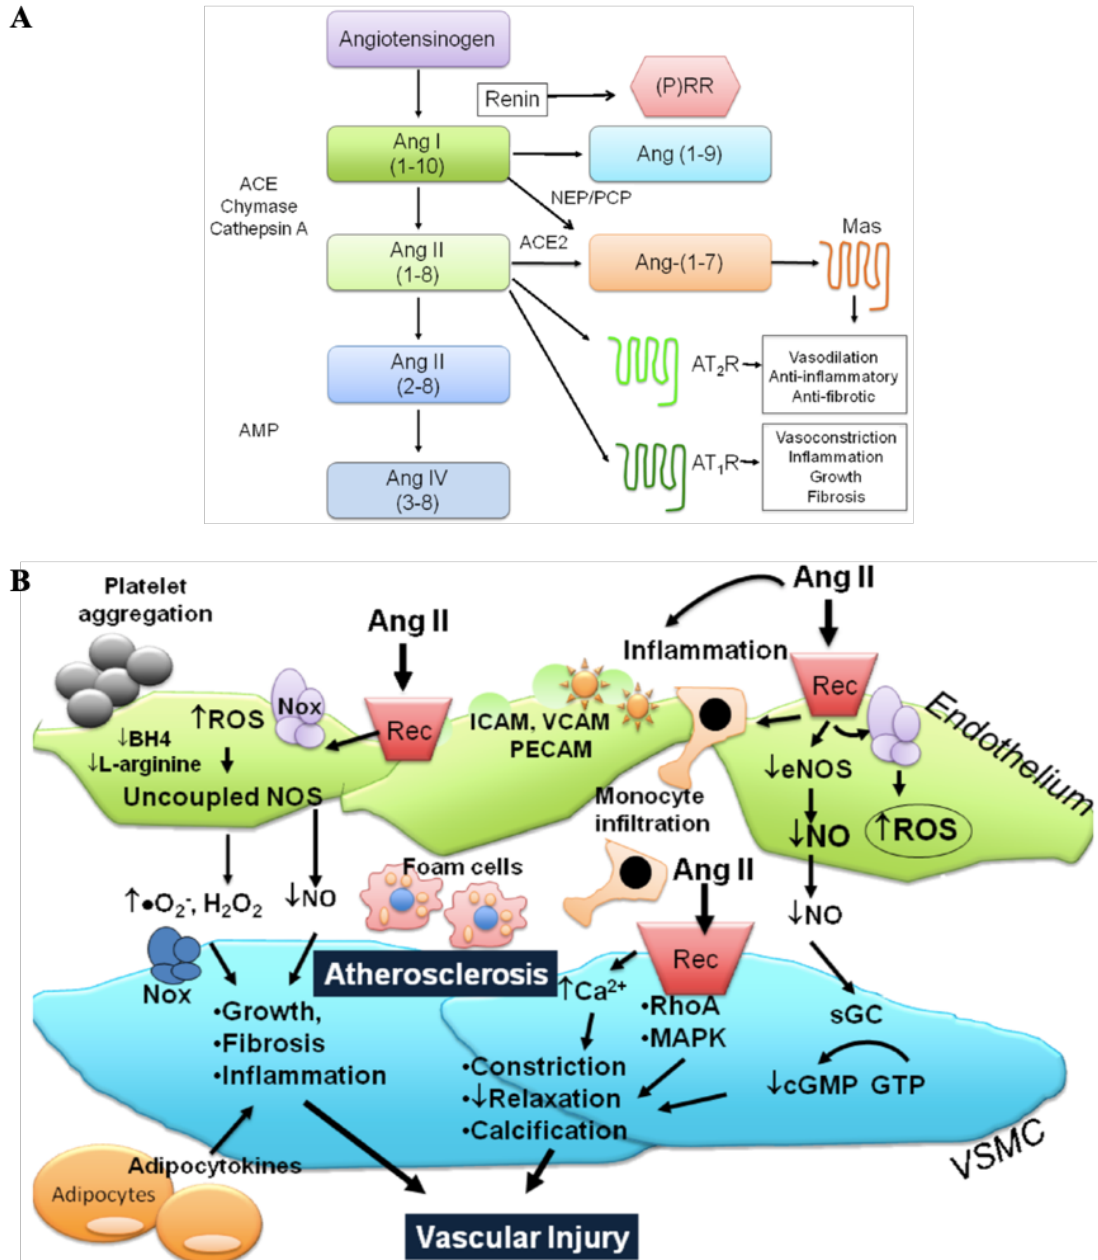 A
Angiotensinogen
Renin
(P)RR
Ang I
(1-10)
Ang (1-9)
ACE
Chymase
Cathepsin A
NEP/PCP
Ang II
(1-8)
ACE2
Ang-(1-7)
Mas
Ang II
(2-8)
AT2R
Vasodilation
Anti-inflammatory
Anti-fibrotic
AMP
Ang IV
(3-8)
AT1R
Vasoconstriction
Inflammation
Growth
Fibrosis
B
Platelet
aggregation
Ang II
Ang II
Inflammation
Rec
Nox
Rec
↑ROS
↓BH4
↓L-arginine
Uncoupled NOS
ICAM, VCAM
PECAM
Endothelium
↓eNOS
↓NO
↑ROS
Monocyte
infiltration
Foam cells
Ang II
↑•O2-, H2O2
↓NO
↓NO
Nox
Atherosclerosis
Rec
↑Ca2+
•RhoA
•MAPK
sGC
•Growth,
•Fibrosis
•Inflammation
•Constriction
•↓Relaxation
•Calcification
↓cGMP GTP
VSMC
Adipocytokines
Adipocytes
Vascular Injury